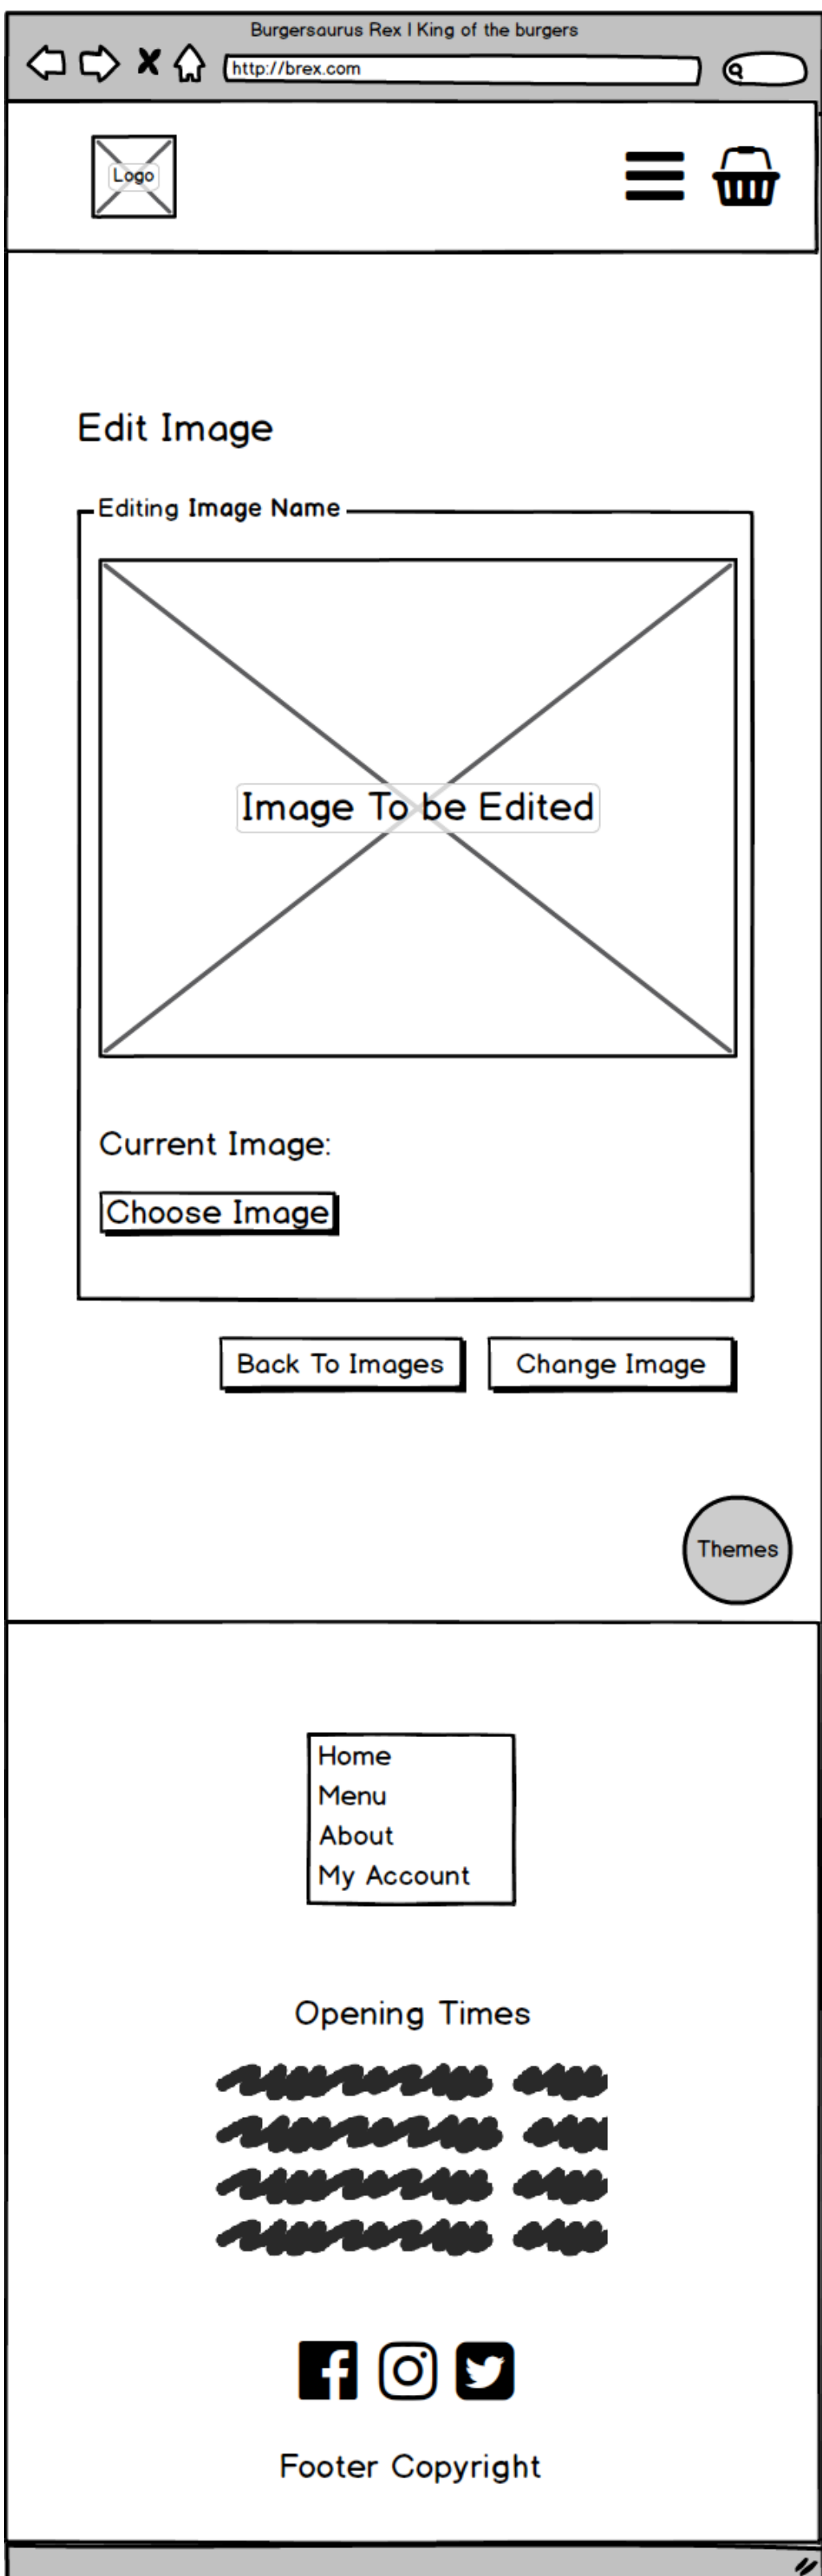 Burgersaurus Rex | King of the burgers
http://brex.com
Logo
Edit Image
Editing Image Name
Image To be Edited
Current Image:
Choose Image
Back To Images
Change Image
Themes
Home
Menu
About
My Account
Opening Times
Footer Copyright